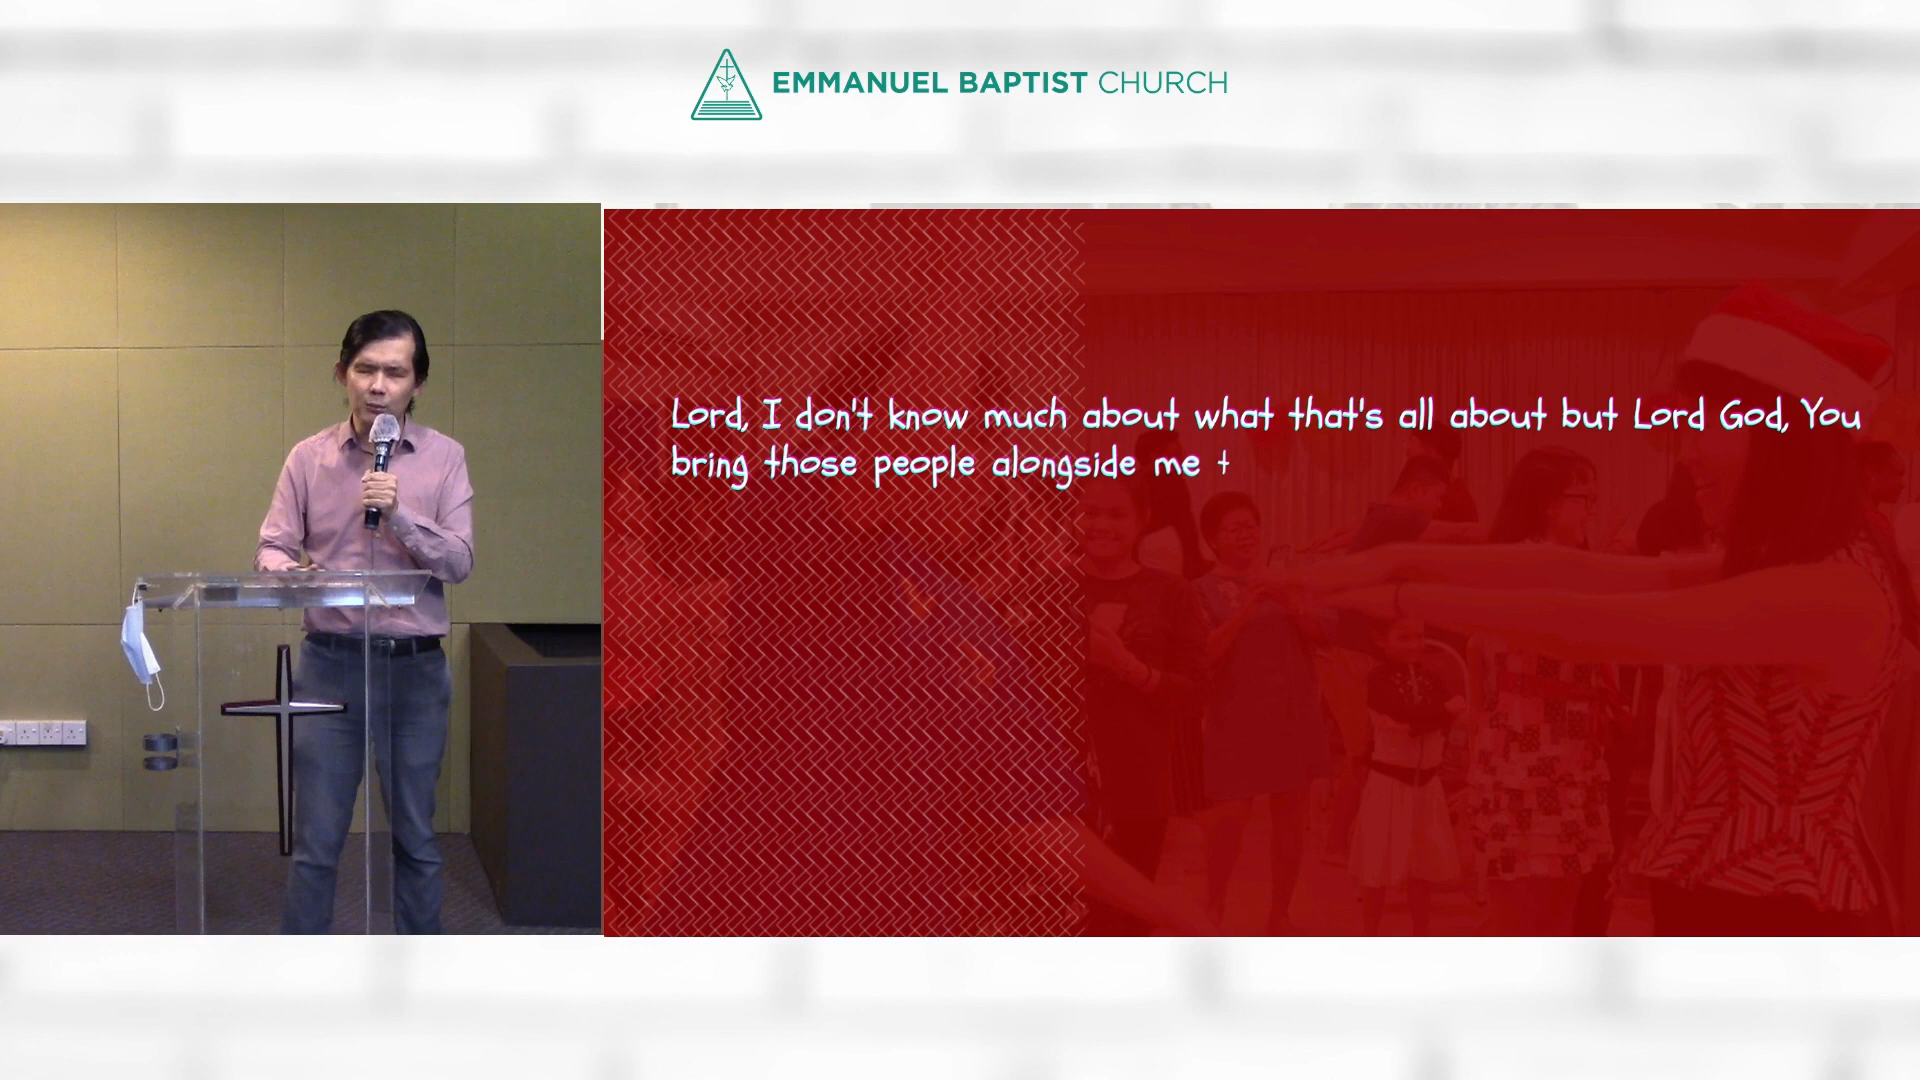 EMMANUEL BAPTIST CHURCH
Lord, I don't know much about what that's all about but Lord God, You
bring those people alongside me t